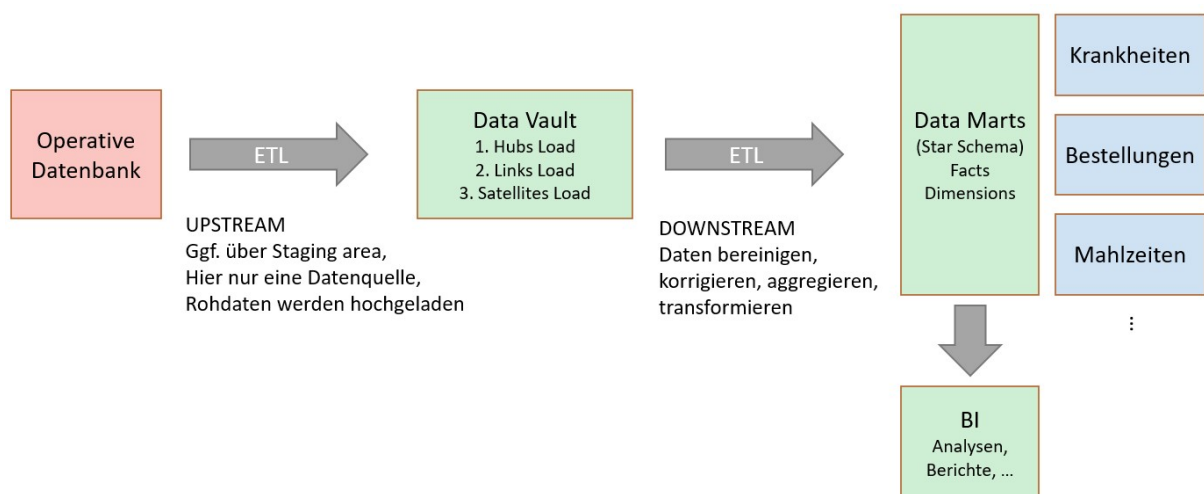 Operative
Datenbank
ETL
UPSTREAM
Ggf. über Staging area,
Hier nur eine Datenquelle,
Rohdaten werden hochgeladen
Data Vault
1. Hubs Load
2. Links Load
3. Satellites Load
ETL
DOWNSTREAM
Daten bereinigen,
korrigieren, aggregieren,
transformieren
Data Marts
(Star Schema)
Facts
Dimensions
Krankheiten
Bestellungen
Mahlzeiten
⋮
BI
Analysen,
Berichte, ...